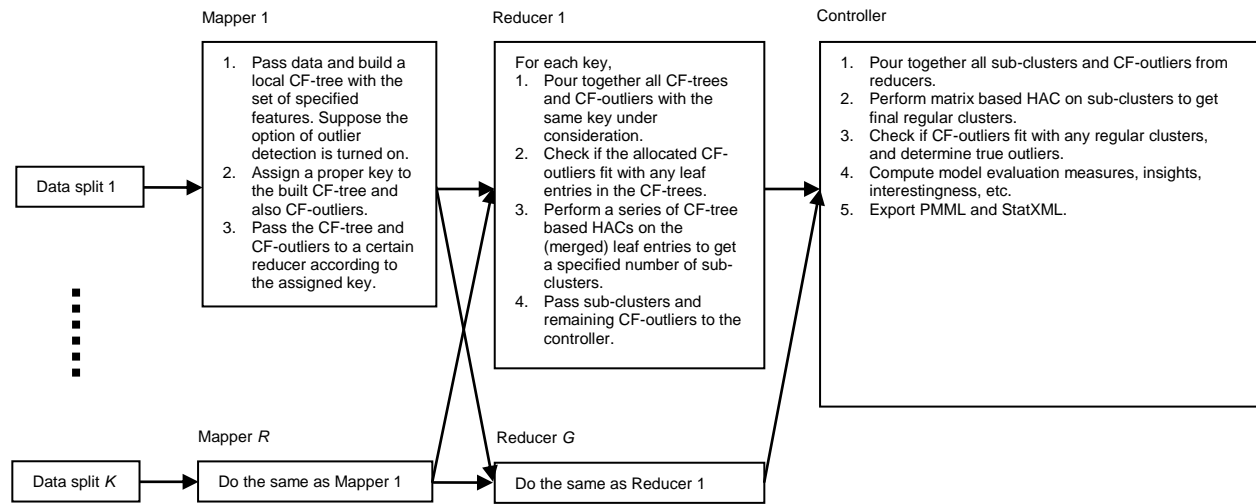 Mapper 1
Reducer 1
Controller
1. Pass data and build a
local CF-tree with the
set of specified
features. Suppose the
option of outlier
detection is turned on.
2. Assign a proper key to
the built CF-tree and
also CF-outliers.
3. Pass the CF-tree and
CF-outliers to a certain
reducer according to
the assigned key.
For each key,
1. Pour together all CF-trees
and CF-outliers with the
same key under
consideration.
2. Check if the allocated CF-
outliers fit with any leaf
entries in the CF-trees.
3. Perform a series of CF-tree
based HACs on the
(merged) leaf entries to get
a specified number of sub-
clusters.
4. Pass sub-clusters and
remaining CF-outliers to the
controller.
1. Pour together all sub-clusters and CF-outliers from
reducers.
2. Perform matrix based HAC on sub-clusters to get
final regular clusters.
3. Check if CF-outliers fit with any regular clusters,
and determine true outliers.
4. Compute model evaluation measures, insights,
interestingness, etc.
5. Export PMML and StatXML.
Data split 1
Mapper R
Reducer G
Data split K
Do the same as Mapper 1
Do the same as Reducer 1